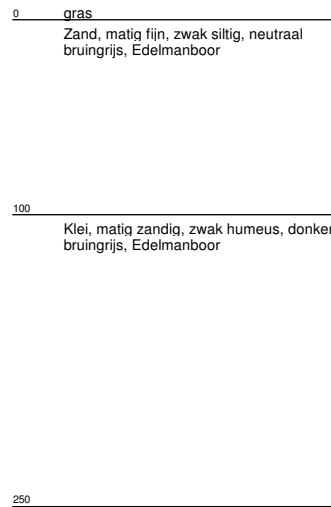 0 gras
Zand, matig fijn, zwak siltig, neutraal
bruingrijs, Edelmanboor
100
Klei, matig zandig, zwak humeus, donker
bruingrijs, Edelmanboor
250